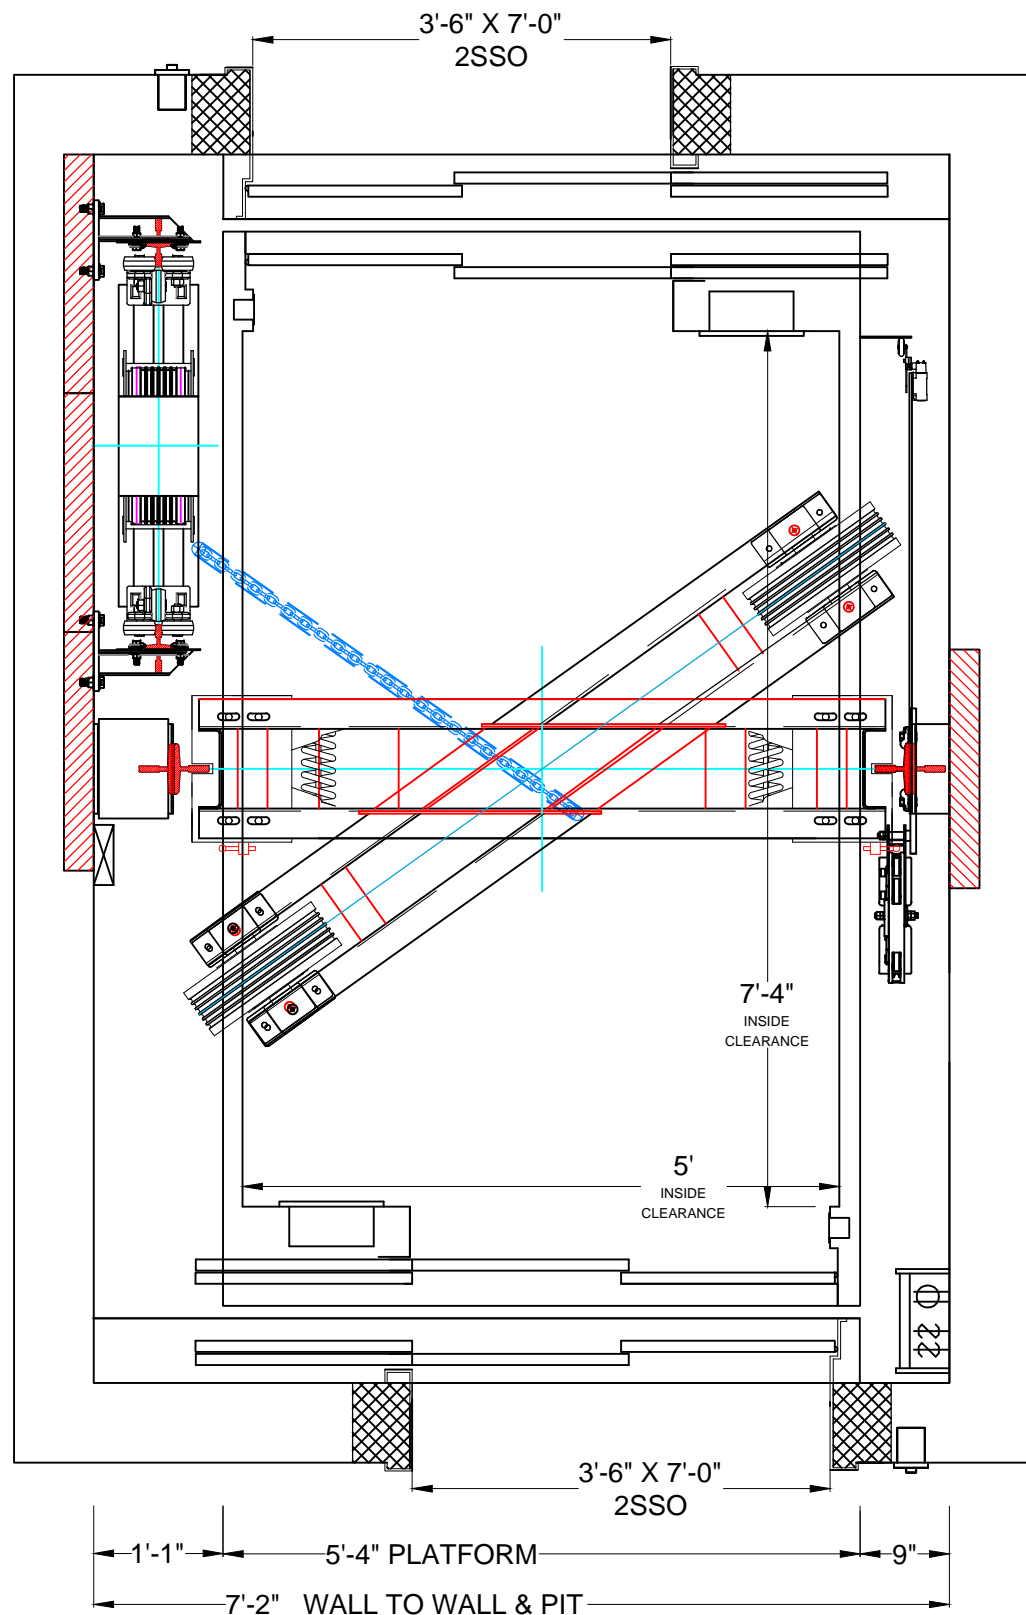 3'-6" X 7'-0"
2SSO
7'-4"
INSIDE
CLEARANCE
5'
INSIDE
CLEARANCE
3'-6" X 7'-0"
2SSO
1'-1"
5'-4" PLATFORM
9"
7'-2" WALL TO WALL & PIT